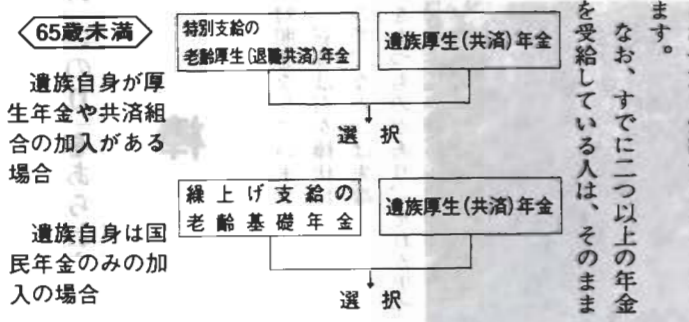 ます。
なお、すでに二つ以上の年金
を受給している人は、そのまま
65歳未満
遺族自身が厚
生年金や共済組
合の加入がある
場合
特別支給の
老齢厚生(退職共済)年金
遺族厚生(共済)年金
選択
遺族自身は国
民年金のみの加
入の場合
繰上げ支給の
老齢基礎年金
遺族厚生(共済)年金
選択